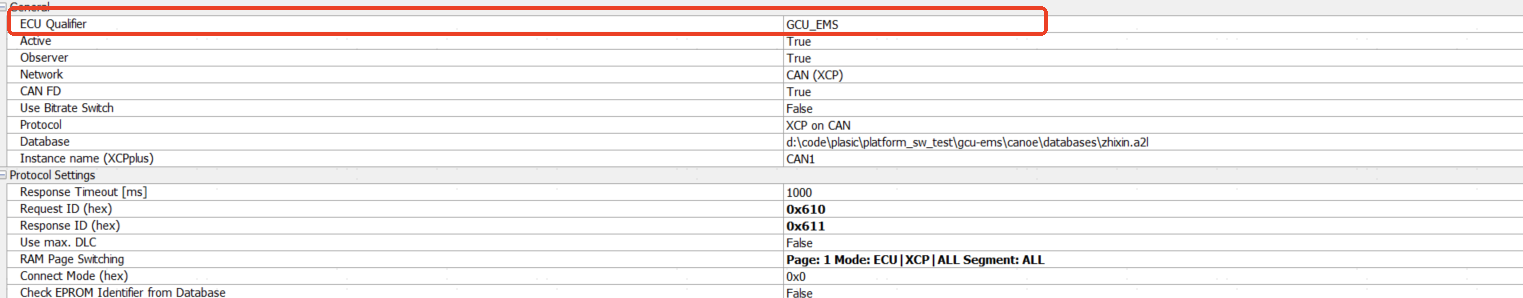 General
ECU Qualifier GCU_EMS
Active True
Observer True
Network CAN (XCP)
CAN FD True
Use Bitrate Switch False
Protocol XCP on CAN
Database d:\code\plasic\platform_sw_test\gcu-ems\canoe\databases\zhixin.a2l
Instance name (XCPplus) CAN1
Protocol Settings
Response Timeout [ms] 1000
Request ID (hex) 0x610
Response ID (hex) 0x611
Use max. DLC False
RAM Page Switching Page: 1 Mode: ECU|XCP|ALL Segment: ALL
Connect Mode (hex) 0x0
Check EPROM Identifier from Database False